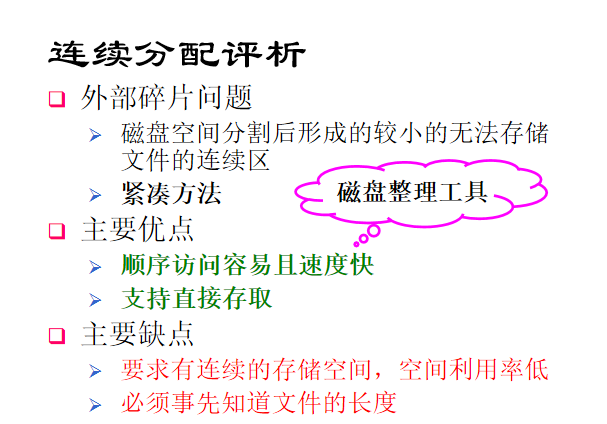 连续分配评析
外部碎片问题
磁盘空间分割后形成的较小的无法存储
文件的连续区
紧凑方法
磁盘整理工具
主要优点
顺序访问容易且速度快
支持直接存取
主要缺点
要求有连续的存储空间，空间利用率低
必须事先知道文件的长度